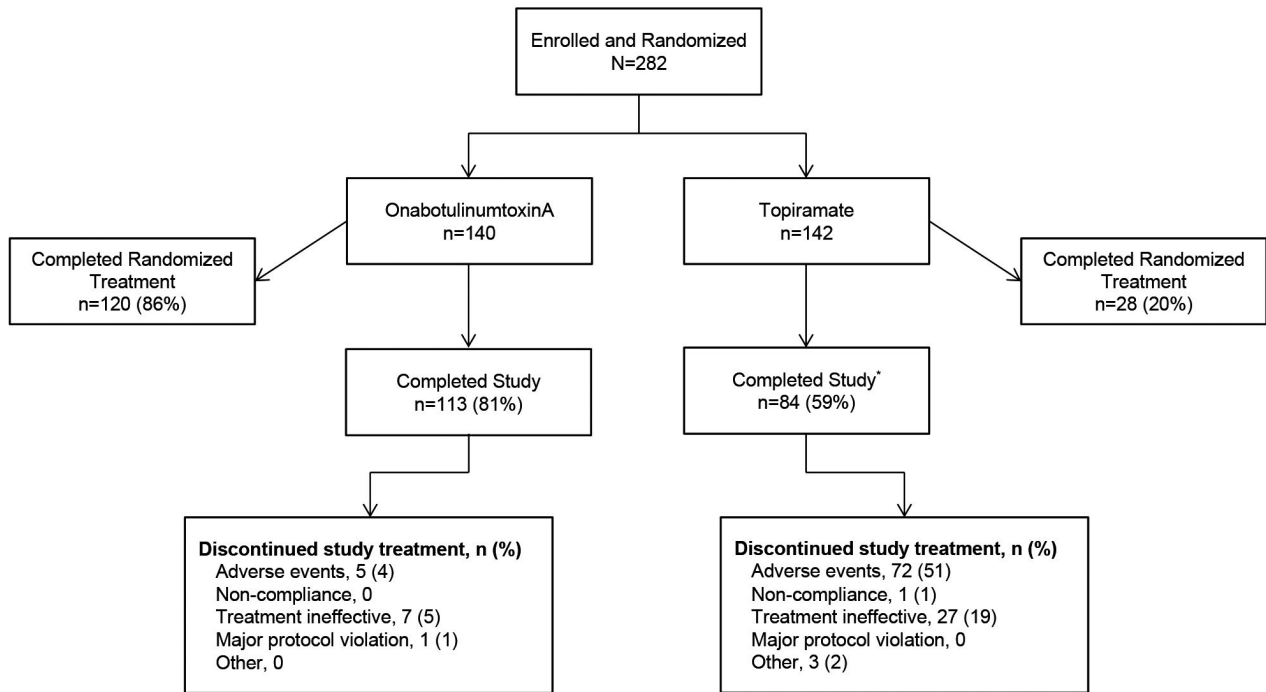 Enrolled and Randomized
N=282
OnabotulinumtoxinA
n=140
Topiramate
n=142
Completed Randomized
Treatment
n=120 (86%)
Completed Randomized
Treatment
n=28 (20%)
Completed Study
n=113 (81%)
Completed Study*
n=84 (59%)
Discontinued study treatment, n (%)
Adverse events, 5 (4)
Non-compliance, 0
Treatment ineffective, 7 (5)
Major protocol violation, 1 (1)
Other, 0
Discontinued study treatment, n (%)
Adverse events, 72 (51)
Non-compliance, 1 (1)
Treatment ineffective, 27 (19)
Major protocol violation, 0
Other, 3 (2)